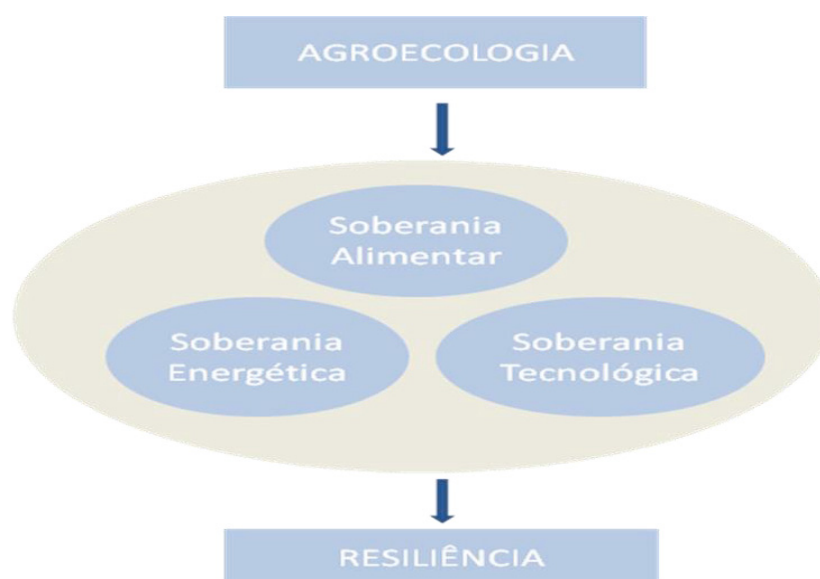 AGROECOLOGIA
Soberania
Alimentar
Soberania
Energética
Soberania
Tecnológica
RESILIÊNCIA